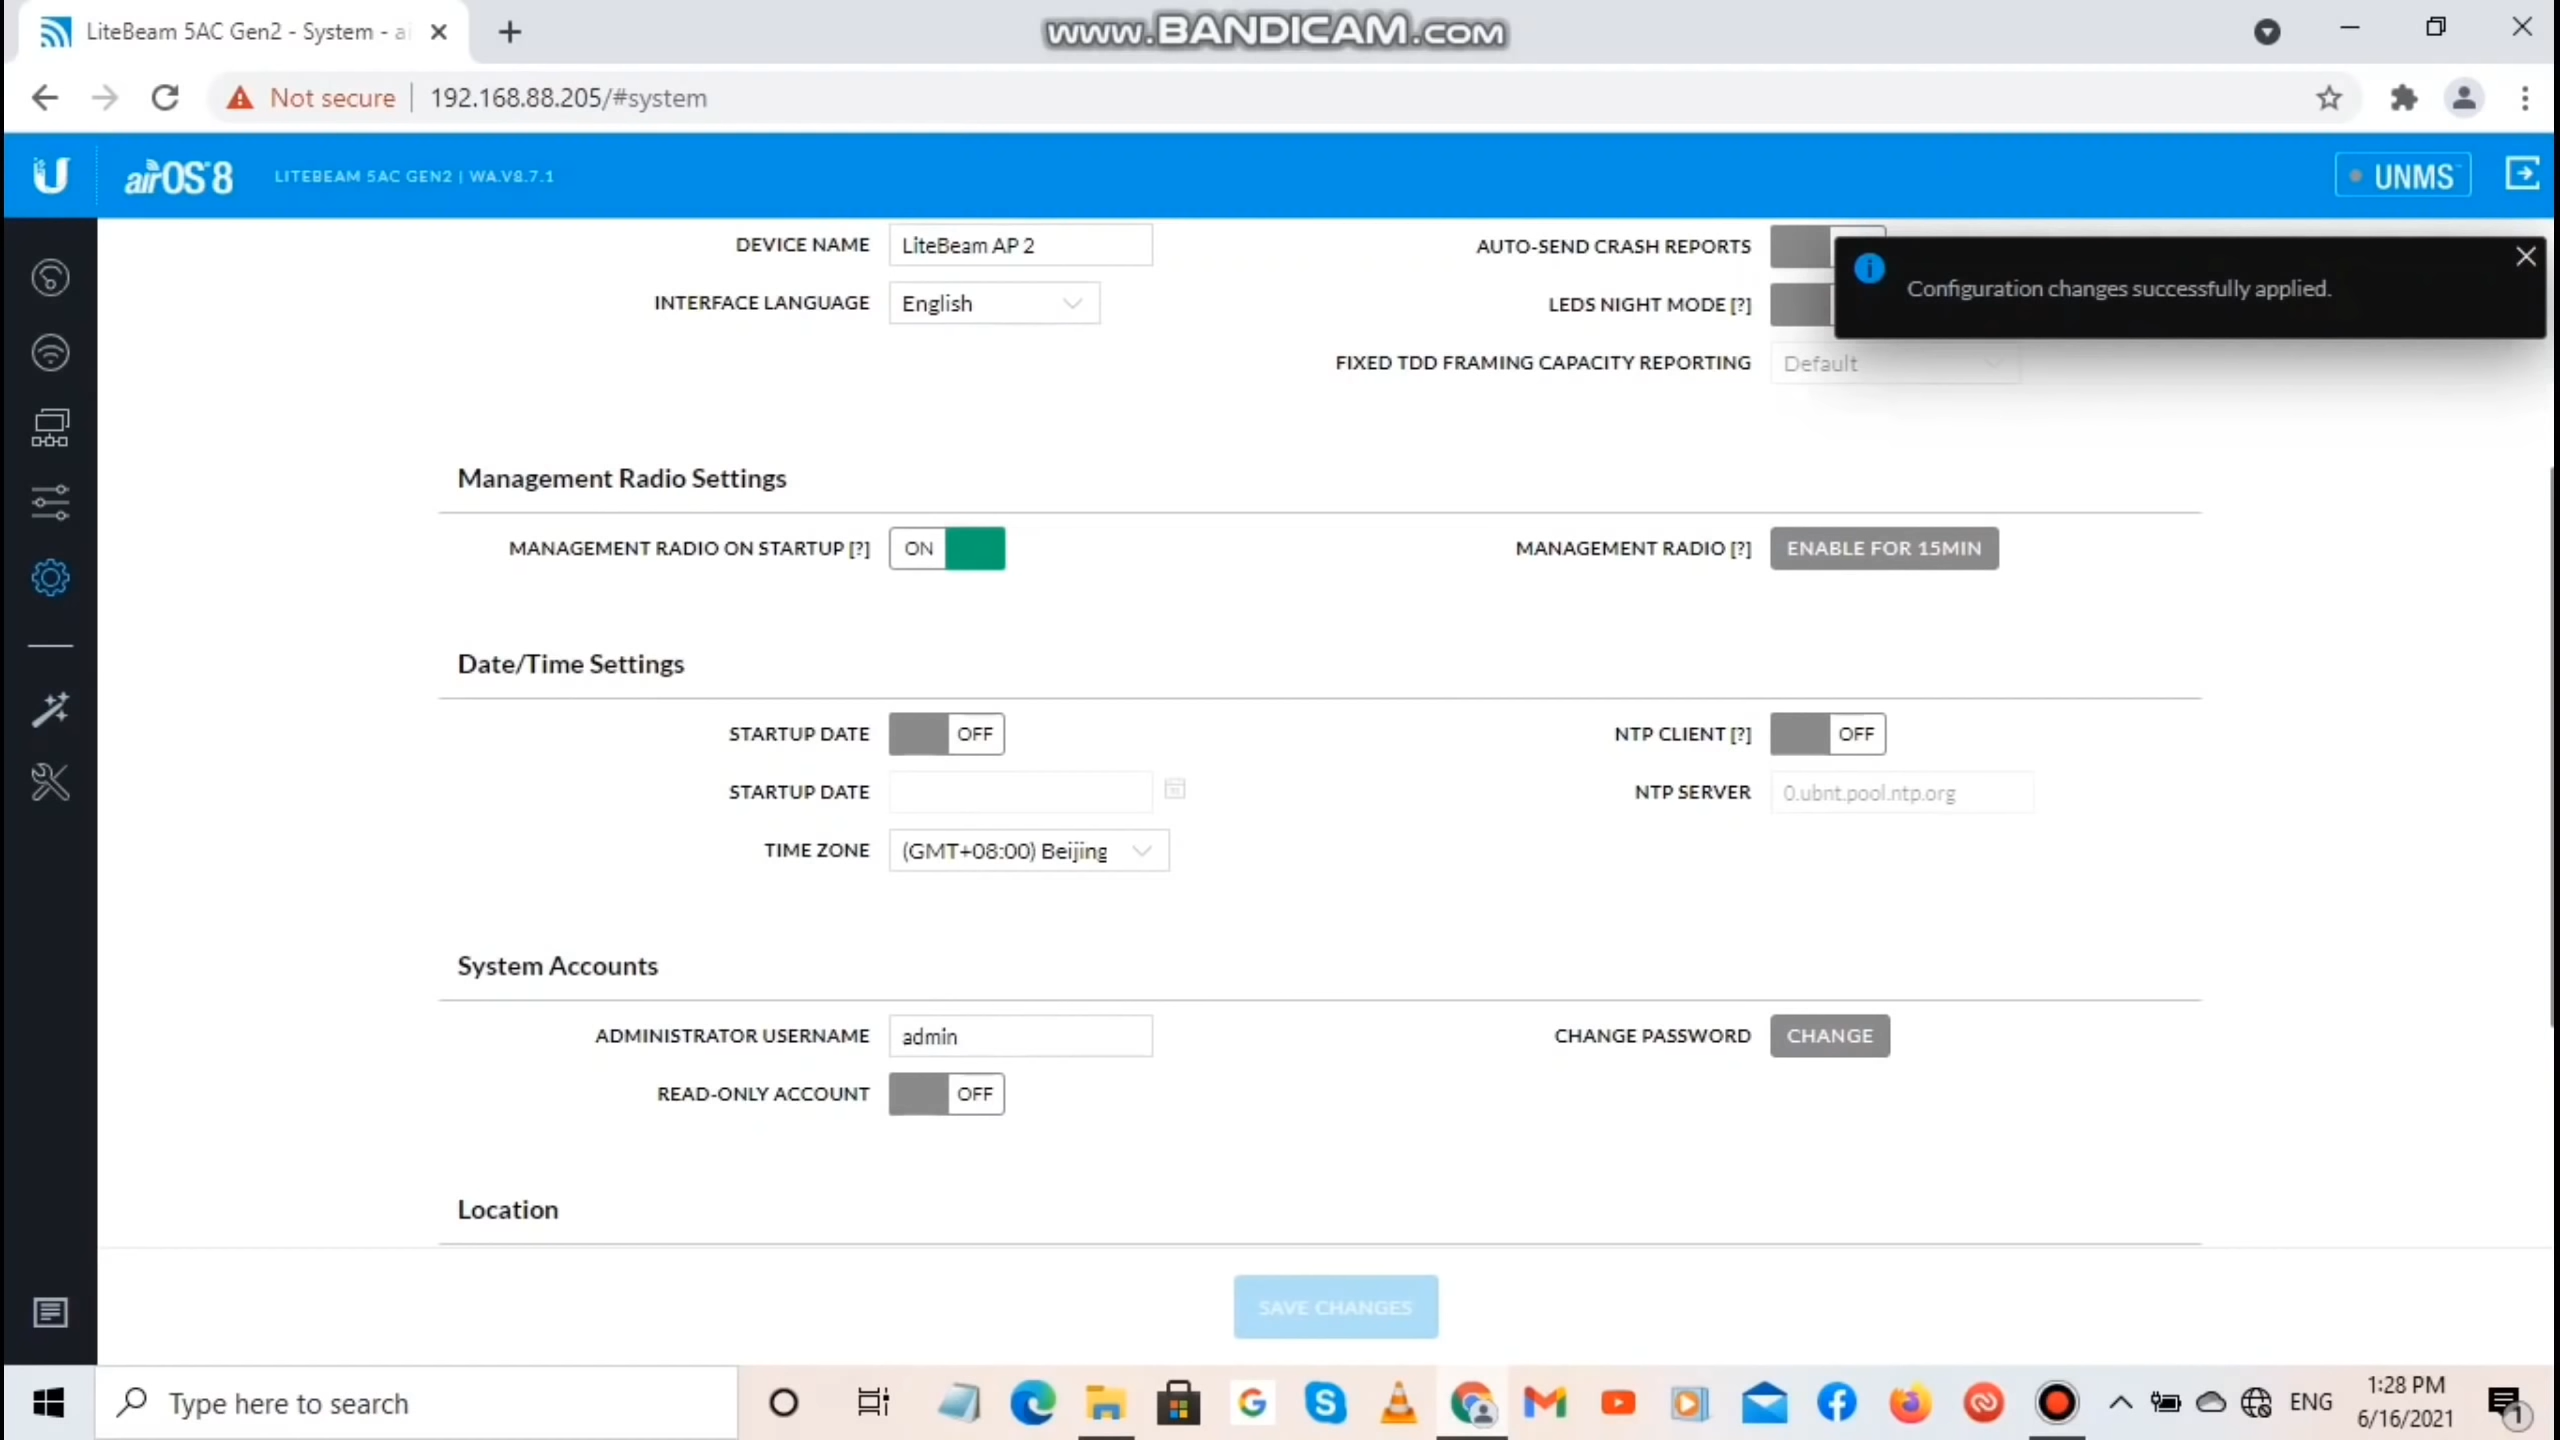 LiteBeam 5AC Gen2 - System - ai
www.BANDICAM.com
Not secure
192.168.88.205/#system
airOS 8
LITEBEAM 5AC GEN2 | WA.V8.7.1
UNMS
DEVICE NAME
LiteBeam AP 2
AUTO-SEND CRASH REPORTS
INTERFACE LANGUAGE
English
LEDS NIGHT MODE [?]
Configuration changes successfully applied.
FIXED TDD FRAMING CAPACITY REPORTING
Default
Management Radio Settings
MANAGEMENT RADIO ON STARTUP [?]
ON
MANAGEMENT RADIO [?]
ENABLE FOR 15MIN
Date/Time Settings
STARTUP DATE
OFF
NTP CLIENT [?]
OFF
STARTUP DATE
NTP SERVER
0.ubnt.pool.ntp.org
TIME ZONE
(GMT+08:00) Beijing
System Accounts
ADMINISTRATOR USERNAME
admin
CHANGE PASSWORD
CHANGE
READ-ONLY ACCOUNT
OFF
Location
SAVE CHANGES
Type here to search
ENG
1:28 PM
6/16/2021
1